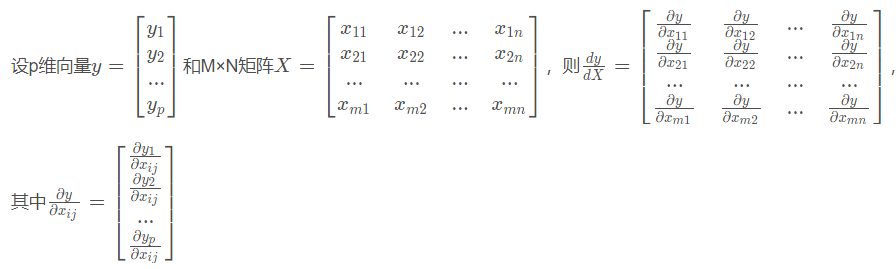 设p维向量$y = \begin{bmatrix} y_1 \\ y_2 \\ \dots \\ y_p \end{bmatrix}$和M×N矩阵$X = \begin{bmatrix} x_{11} & x_{12} & \dots & x_{1n} \\ x_{21} & x_{22} & \dots & x_{2n} \\ \dots & \dots & \dots & \dots \\ x_{m1} & x_{m2} & \dots & x_{mn} \end{bmatrix}$，则$\frac{dy}{dX} = \begin{bmatrix} \frac{\partial y}{\partial x_{11}} & \frac{\partial y}{\partial x_{12}} & \dots & \frac{\partial y}{\partial x_{1n}} \\ \frac{\partial y}{\partial x_{21}} & \frac{\partial y}{\partial x_{22}} & \dots & \frac{\partial y}{\partial x_{2n}} \\ \dots & \dots & \dots & \dots \\ \frac{\partial y}{\partial x_{m1}} & \frac{\partial y}{\partial x_{m2}} & \dots & \frac{\partial y}{\partial x_{mn}} \end{bmatrix}$,
其中$\frac{\partial y}{\partial x_{ij}} = \begin{bmatrix} \frac{\partial y_1}{\partial x_{ij}} \\ \frac{\partial y_2}{\partial x_{ij}} \\ \dots \\ \frac{\partial y_p}{\partial x_{ij}} \end{bmatrix}$